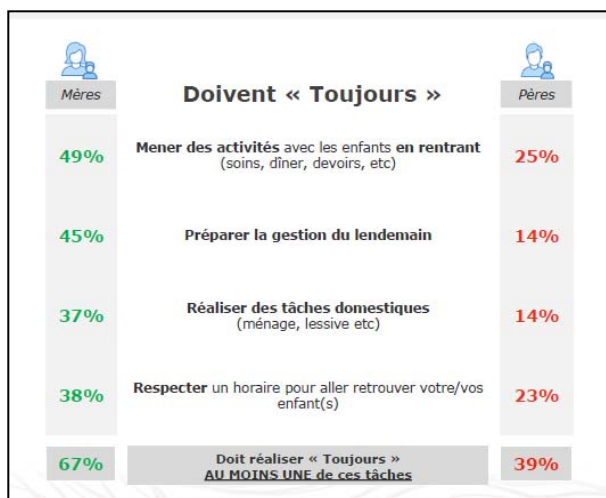 Mères
Doivent « Toujours »
Pères
49%
Mener des activités avec les enfants en rentrant
(soins, dîner, devoirs, etc)
25%
45%
Préparer la gestion du lendemain
14%
37%
Réaliser des tâches domestiques
(ménage, lessive etc)
14%
38%
Respecter un horaire pour aller retrouver votre/vos
enfant(s)
23%
67%
Doit réaliser « Toujours »
AU MOINS UNE de ces tâches
39%